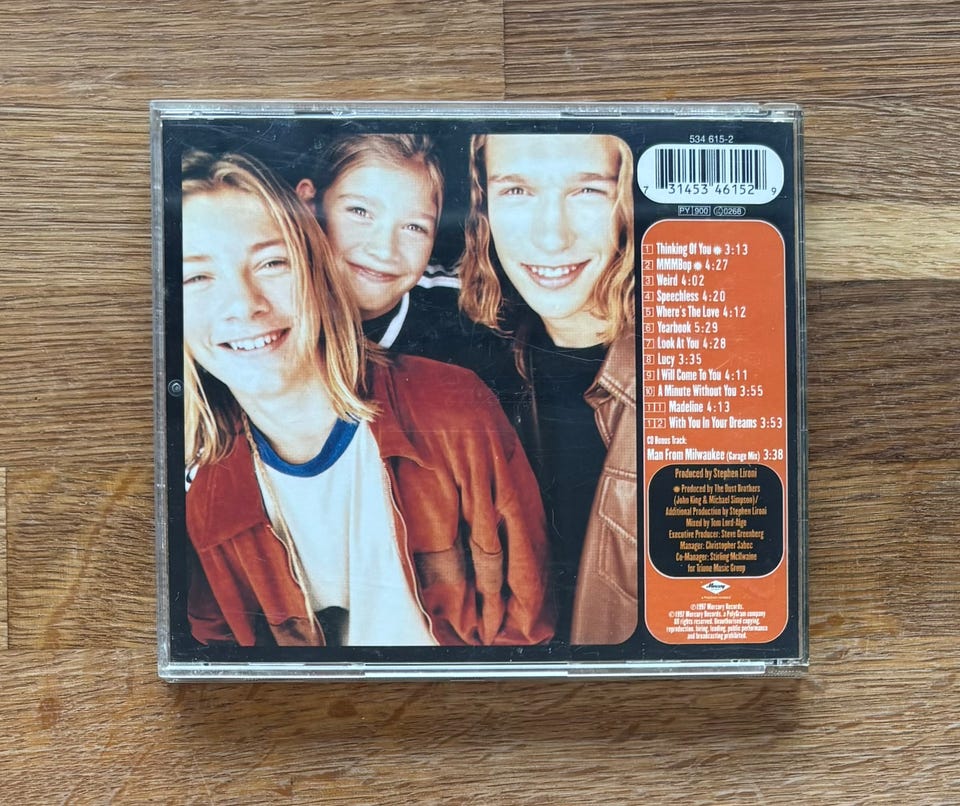 534 615-2
7 31453 46152 9
PY 900 0268
1 Thinking Of You 3:13
2 MMMBop 4:27
3 Weird 4:02
4 Speechless 4:20
5 Where's The Love 4:12
6 Yearbook 5:29
7 Look At You 4:28
8 Lucy 3:35
9 I Will Come To You 4:11
10 A Minute Without You 3:55
11 Madeline 4:13
12 With You In Your Dreams 3:53
CD Bonus Track:
Man From Milwaukee (Garage Mix) 3:38
Produced by Stephen Lironi
Produced by The Dust Brothers
(John King & Michael Simpson)/
Additional Production by Stephen Lironi
Mixed by Tom Lord-Alge
Executive Producer: Steve Greenberg
Manager: Christopher Sabec
Co-Manager: Stirling McIlwaine
for Triune Music Group
Mercury
a PolyGram company
℗1997 Mercury Records.
©1997 Mercury Records, a PolyGram company
All rights reserved. Unauthorised copying,
reproduction, hiring, lending, public performance
and broadcasting prohibited.